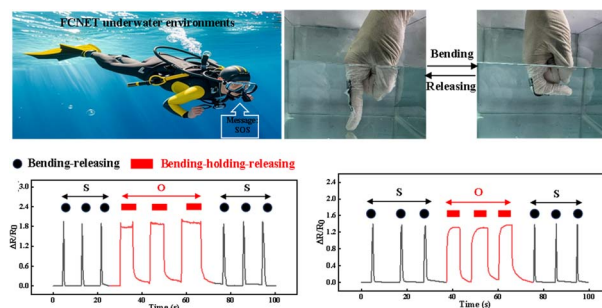 FCNET underwater environments
Message:
SOS
Bending
Releasing
Bending-releasing
Bending-holding-releasing
S O S
3.0
2.4
1.8
1.2
0.6
0.0
ΔR/R0
0 20 40 60 80 100
Time (s)
S O S
2.4
2.0
1.6
1.2
0.8
0.4
0.0
ΔR/R0
0 20 40 60 80 100
Time (s)